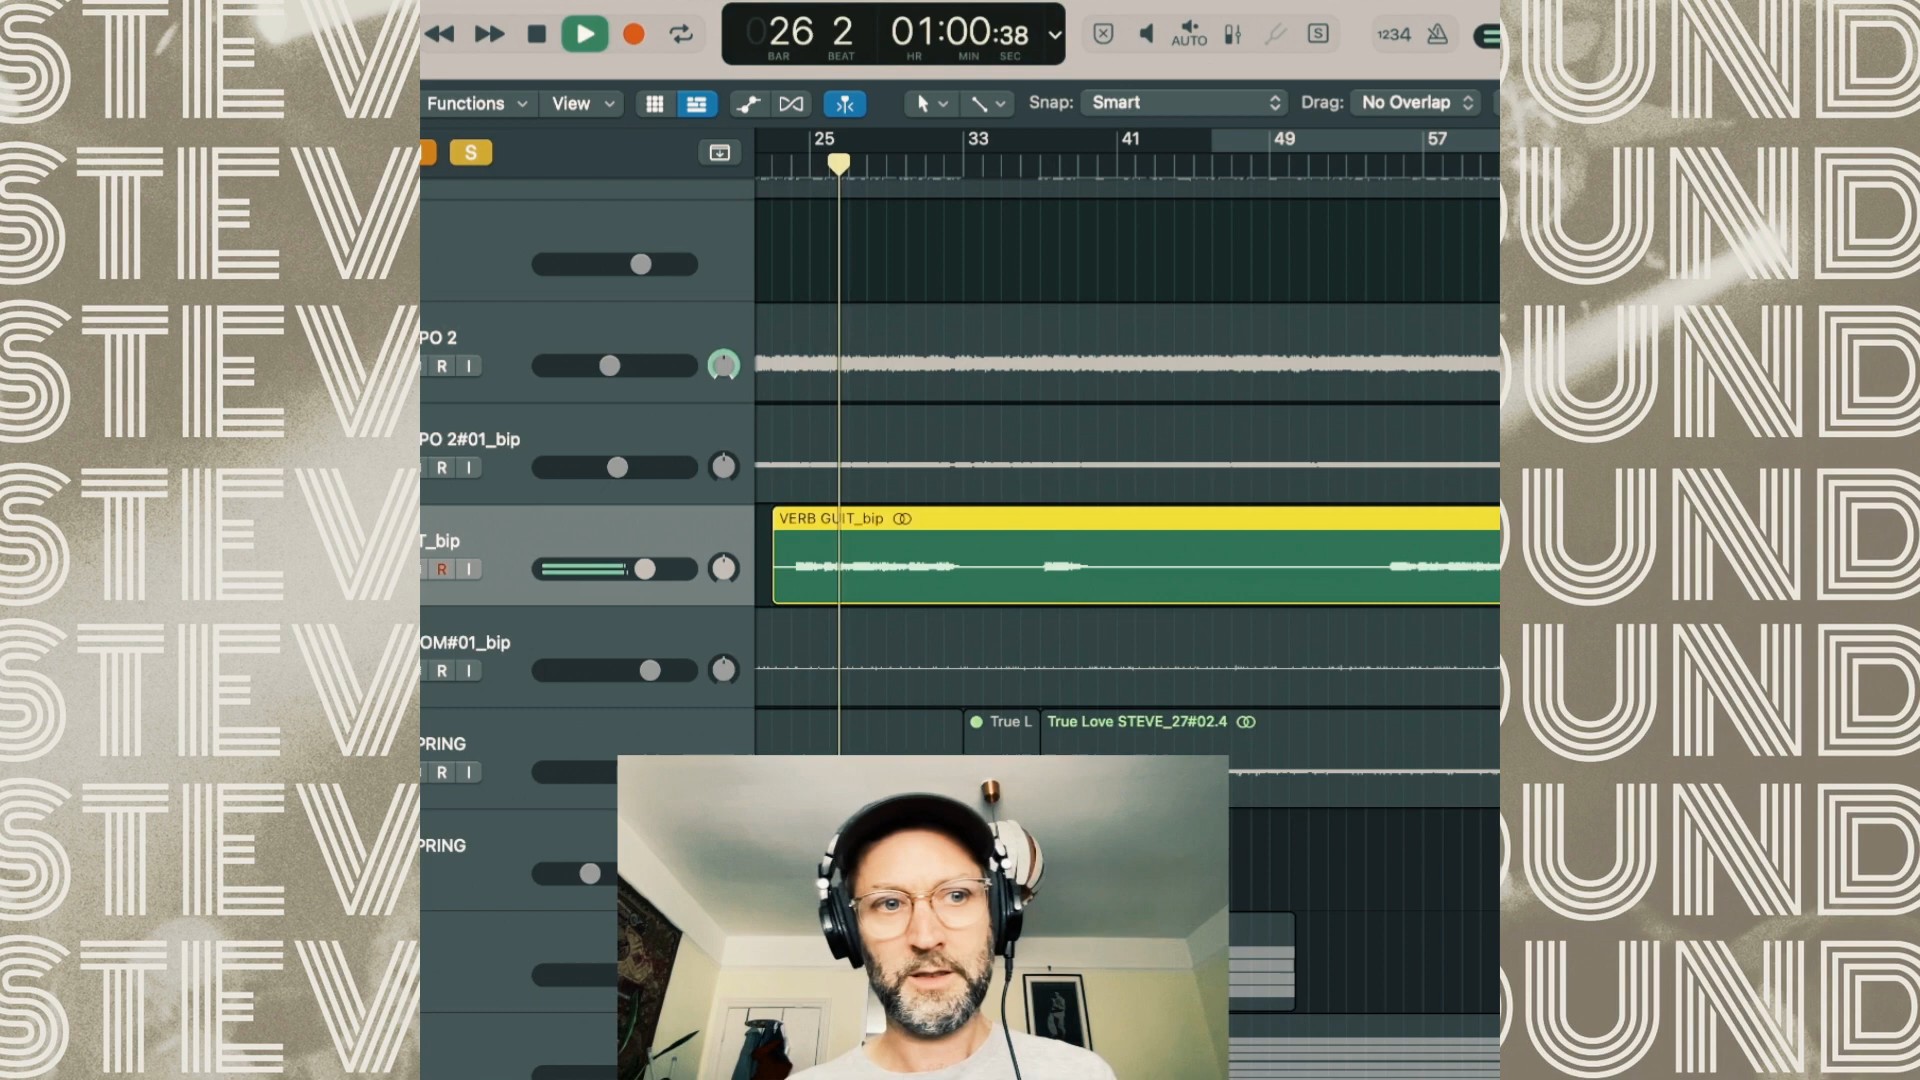 STEV
UND
26 2 01:00:38
BAR BEAT HR MIN SEC
AUTO
S
1234
Functions View Snap: Smart Drag: No Overlap
S
25 33 41 49 57
PO 2
R I
PO 2#01_bip
R I
VERB GUIT_bip
T_bip
R I
OM#01_bip
R I
True L True Love STEVE_27#02.4
PRING
R I
PRING
STEV
UND
STEV
UND
STEV
UND
STEV
UND
STEV
UND
STEV
UND